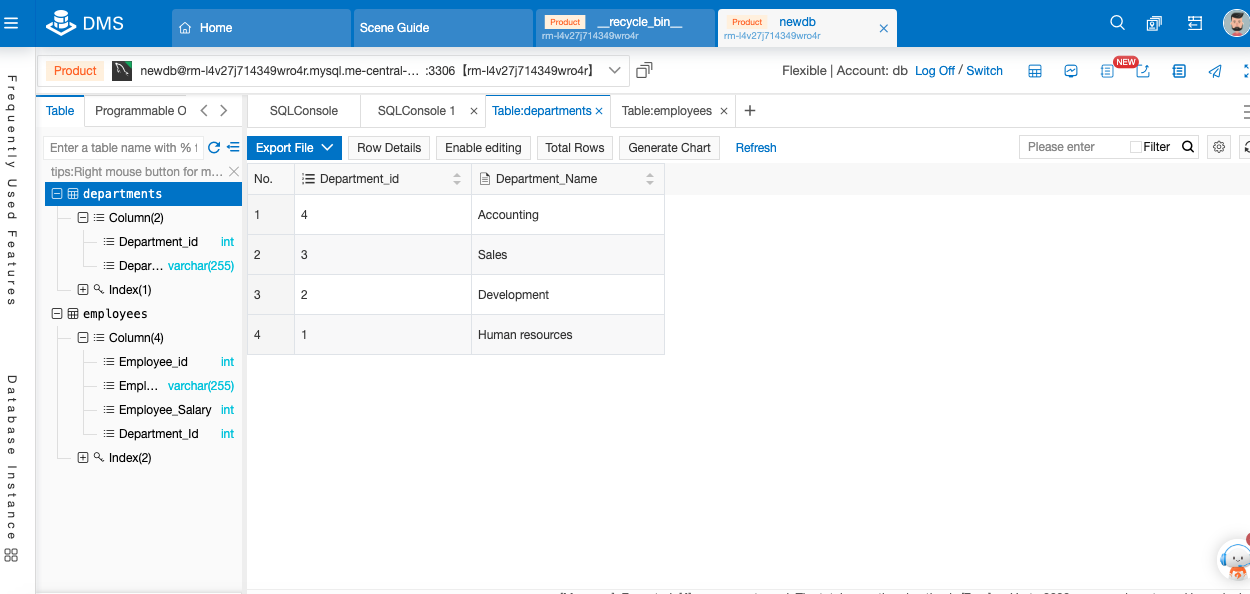 DMS
Home
Scene Guide
Product __recycle_bin__
rm-l4v27j714349wro4r
Product newdb
rm-l4v27j714349wro4r
Product newdb@rm-l4v27j714349wro4r.mysql.me-central-... :3306【rm-l4v27j714349wro4r】
Flexible | Account: db Log Off / Switch
NEW
Frequently Used Features
Database Instance
Table Programmable O
Enter a table name with % f
tips:Right mouse button for m...
departments
Column(2)
Department_id int
Depar... varchar(255)
Index(1)
employees
Column(4)
Employee_id int
Empl... varchar(255)
Employee_Salary int
Department_Id int
Index(2)
SQLConsole SQLConsole 1 Table:departments Table:employees
Export File Row Details Enable editing Total Rows Generate Chart Refresh
Please enter Filter
No. Department_id Department_Name
1 4 Accounting
2 3 Sales
3 2 Development
4 1 Human resources